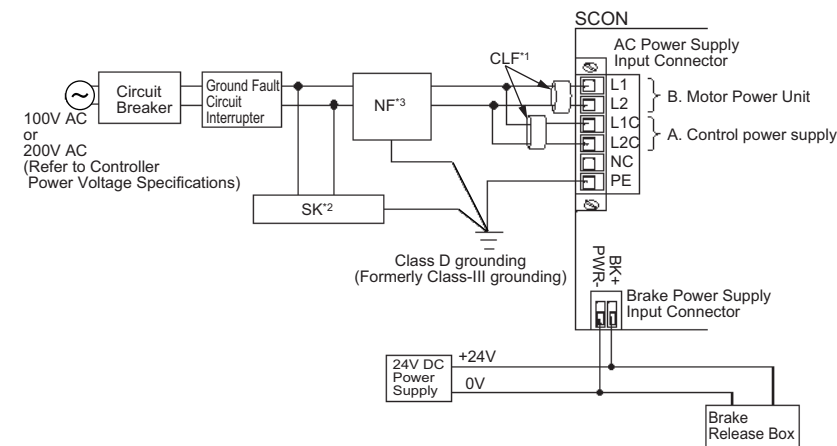 SCON
AC Power Supply
Input Connector
CLF*1
L1
L2
B. Motor Power Unit
L1C
L2C
A. Control power supply
NC
PE
Circuit
Breaker
Ground Fault
Circuit
Interrupter
NF*3
100V AC
or
200V AC
(Refer to Controller
Power Voltage Specifications)
SK*2
Class D grounding
(Formerly Class-III grounding)
BK+
PWR-
Brake Power Supply
Input Connector
24V DC
Power
Supply
+24V
0V
Brake
Release Box